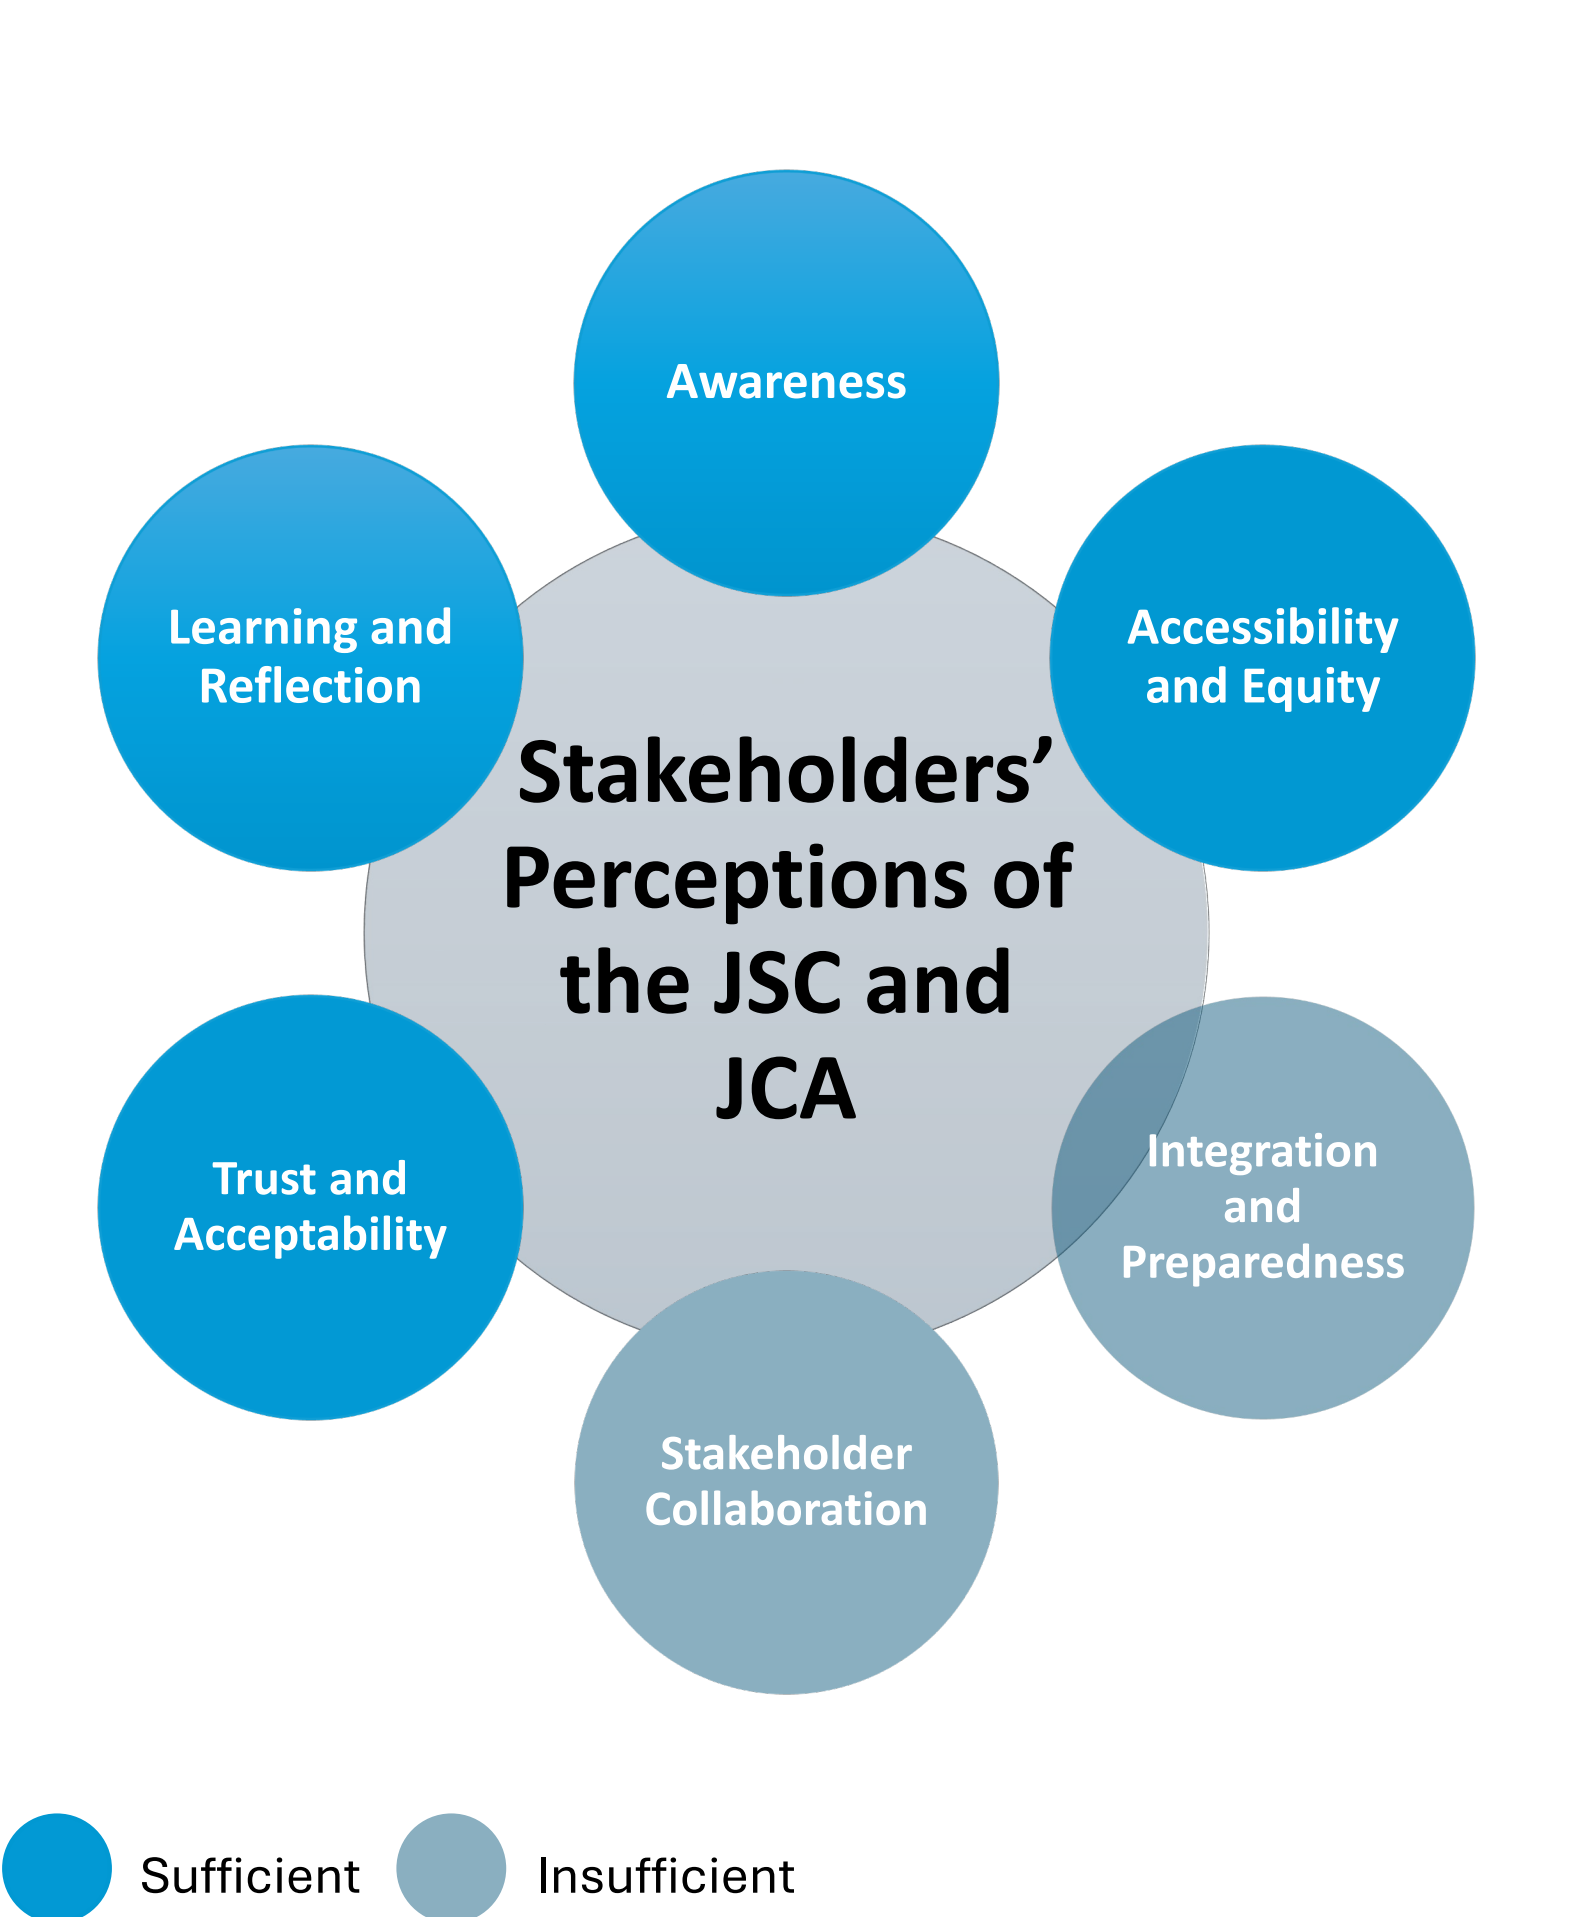 Awareness
Learning and
Reflection
Accessibility
and Equity
Stakeholders’
Perceptions of
the JSC and
JCA
Trust and
Acceptability
Integration
and
Preparedness
Stakeholder
Collaboration
Sufficient
Insufficient